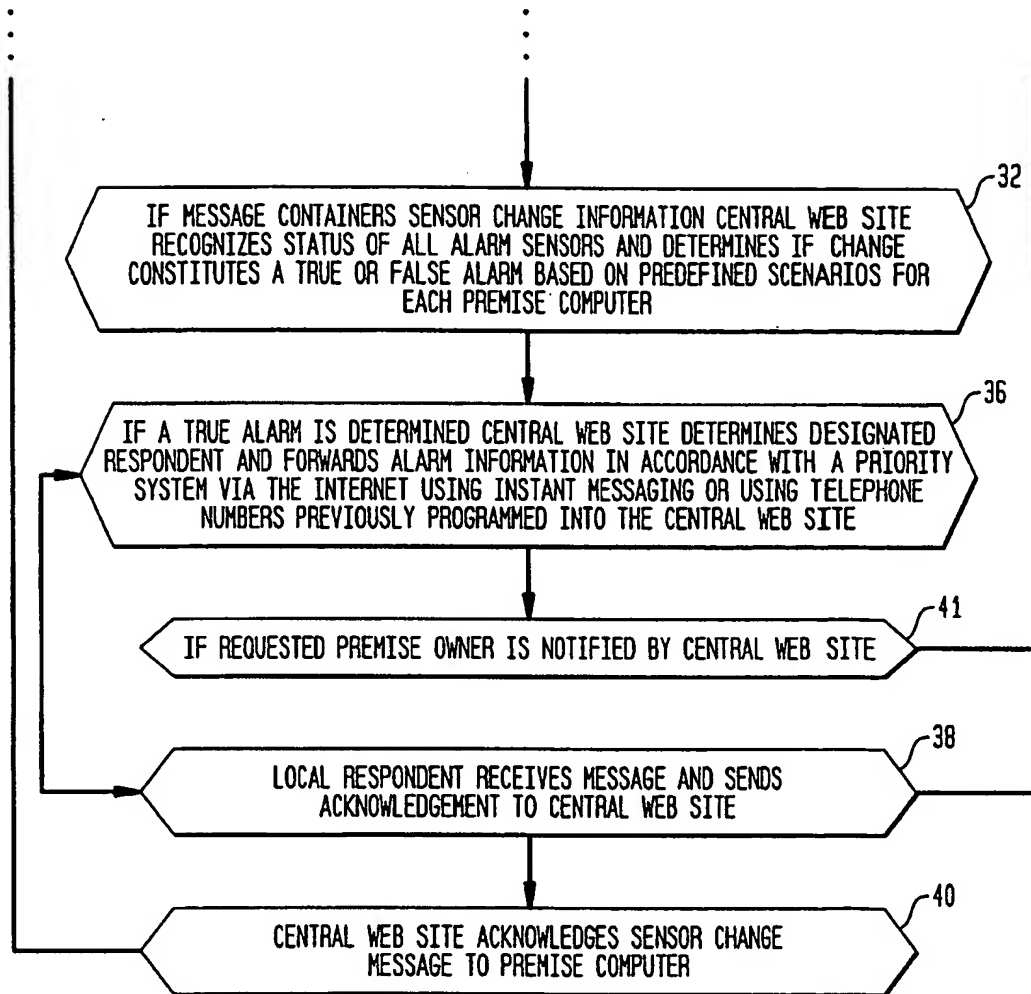 32
IF MESSAGE CONTAINERS SENSOR CHANGE INFORMATION CENTRAL WEB SITE
RECOGNIZES STATUS OF ALL ALARM SENSORS AND DETERMINES IF CHANGE
CONSTITUTES A TRUE OR FALSE ALARM BASED ON PREDEFINED SCENARIOS FOR
EACH PREMISE COMPUTER
36
IF A TRUE ALARM IS DETERMINED CENTRAL WEB SITE DETERMINES DESIGNATED
RESPONDENT AND FORWARDS ALARM INFORMATION IN ACCORDANCE WITH A PRIORITY
SYSTEM VIA THE INTERNET USING INSTANT MESSAGING OR USING TELEPHONE
NUMBERS PREVIOUSLY PROGRAMMED INTO THE CENTRAL WEB SITE
41
IF REQUESTED PREMISE OWNER IS NOTIFIED BY CENTRAL WEB SITE
38
LOCAL RESPONDENT RECEIVES MESSAGE AND SENDS
ACKNOWLEDGEMENT TO CENTRAL WEB SITE
40
CENTRAL WEB SITE ACKNOWLEDGES SENSOR CHANGE
MESSAGE TO PREMISE COMPUTER